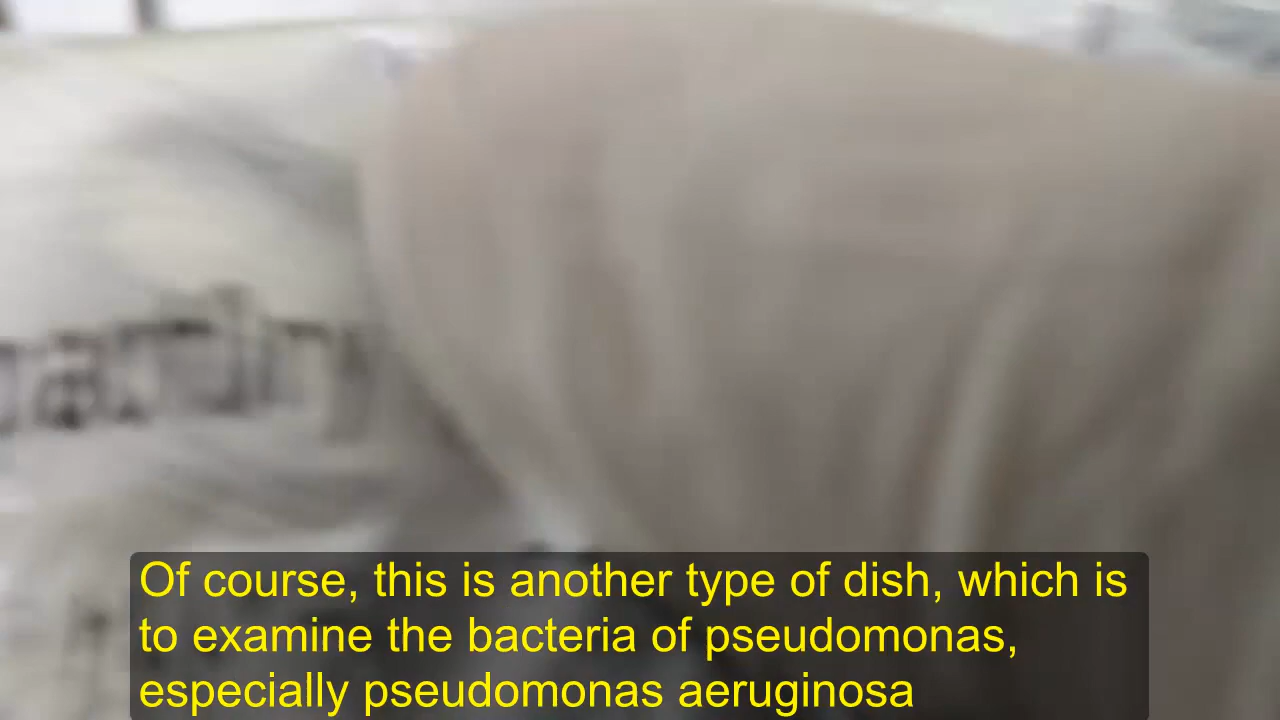 Of course, this is another type of dish, which is
to examine the bacteria of pseudomonas,
especially pseudomonas aeruginosa